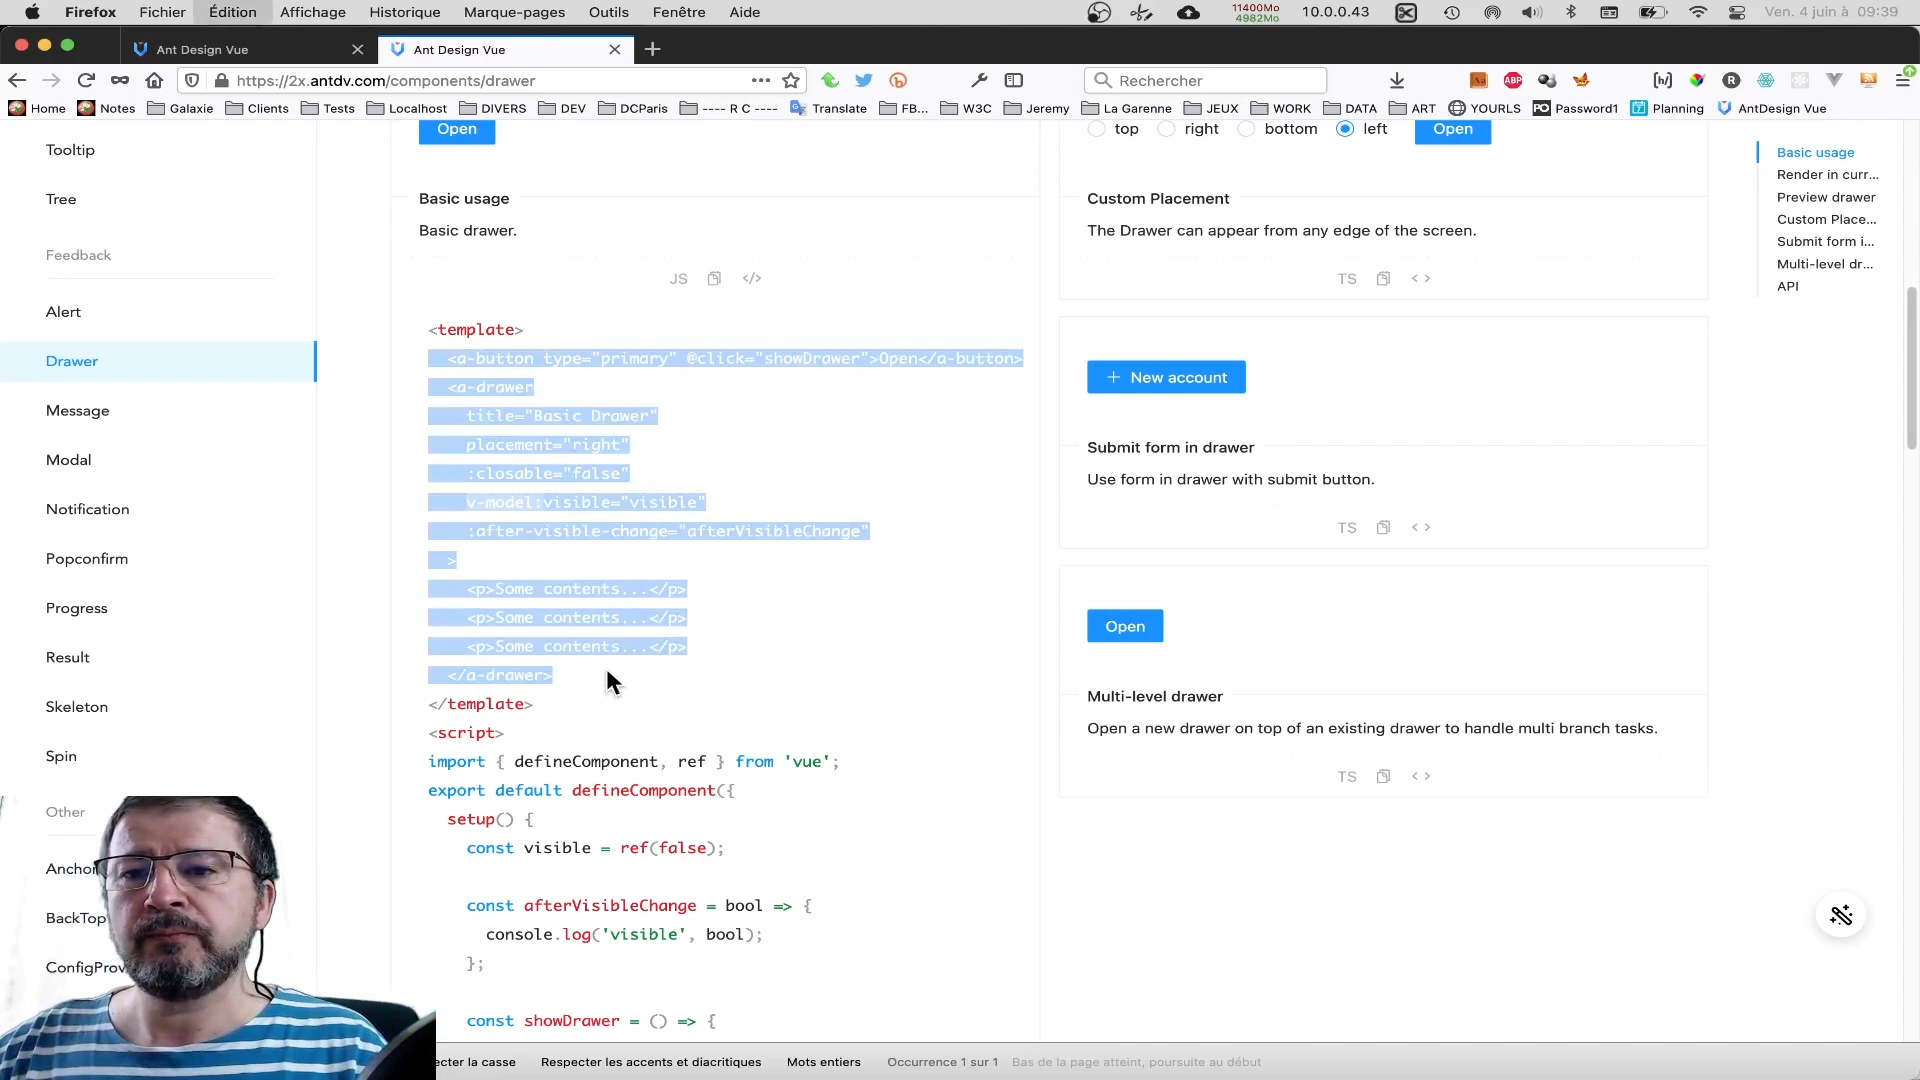 Firefox Fichier Édition Affichage Historique Marque-pages Outils Fenêtre Aide 11400Mo 4982Mo 10.0.0.43 Ven. 4 juin à 09:39
Ant Design Vue Ant Design Vue
https://2x.antdv.com/components/drawer Rechercher
Home Notes Galaxie Clients Tests Localhost DIVERS DEV DCParis ---- R C ---- Translate FB... W3C Jeremy La Garenne JEUX WORK DATA ART YOURLS Password1 Planning AntDesign Vue
Tooltip
Tree
Feedback
Alert
Drawer
Message
Modal
Notification
Popconfirm
Progress
Result
Skeleton
Spin
Other
Anchor
BackTop
ConfigProv
Open
Basic usage
Basic drawer.
JS </>
<template>
<a-button type="primary" @click="showDrawer">Open</a-button>
<a-drawer
title="Basic Drawer"
placement="right"
:closable="false"
v-model:visible="visible"
:after-visible-change="afterVisibleChange"
>
<p>Some contents...</p>
<p>Some contents...</p>
<p>Some contents...</p>
</a-drawer>
</template>
<script>
import { defineComponent, ref } from 'vue';
export default defineComponent({
setup() {
const visible = ref(false);
const afterVisibleChange = bool => {
console.log('visible', bool);
};
const showDrawer = () => {
top right bottom left Open
Custom Placement
The Drawer can appear from any edge of the screen.
TS < >
+ New account
Submit form in drawer
Use form in drawer with submit button.
TS < >
Open
Multi-level drawer
Open a new drawer on top of an existing drawer to handle multi branch tasks.
TS < >
Basic usage
Render in curr...
Preview drawer
Custom Place...
Submit form i...
Multi-level dr...
API
ecter la casse Respecter les accents et diacritiques Mots entiers Occurrence 1 sur 1 Bas de la page atteint, poursuite au début